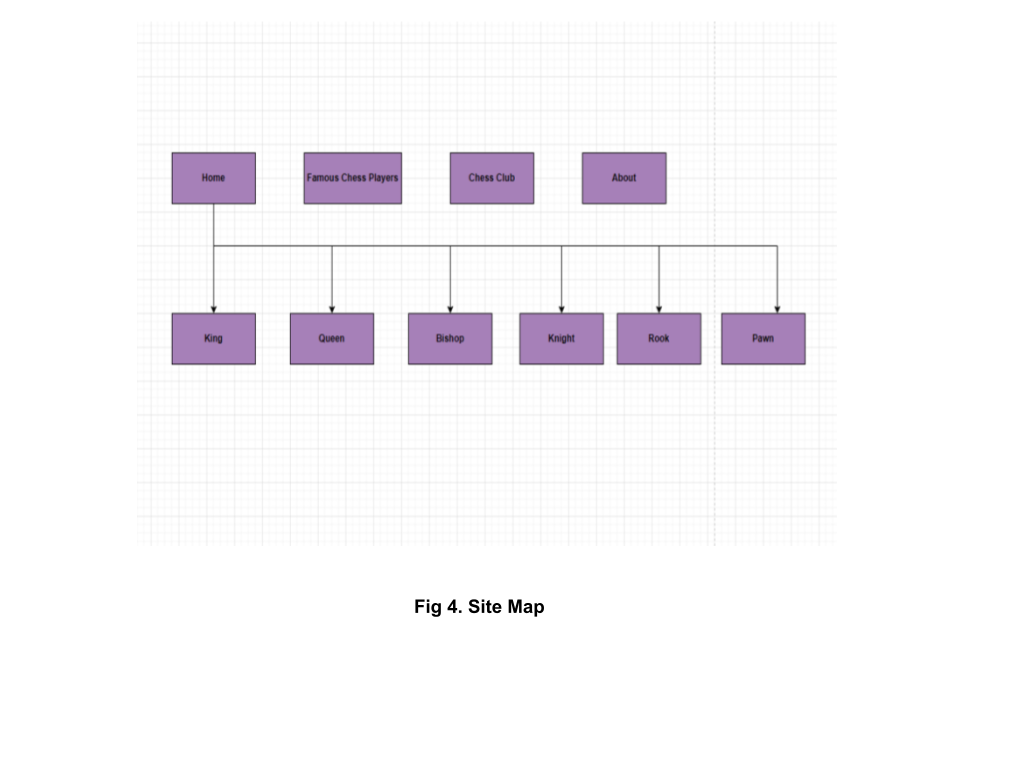 Home
Famous Chess Players
Chess Club
About
King
Queen
Bishop
Knight
Rook
Pawn
Fig 4. Site Map